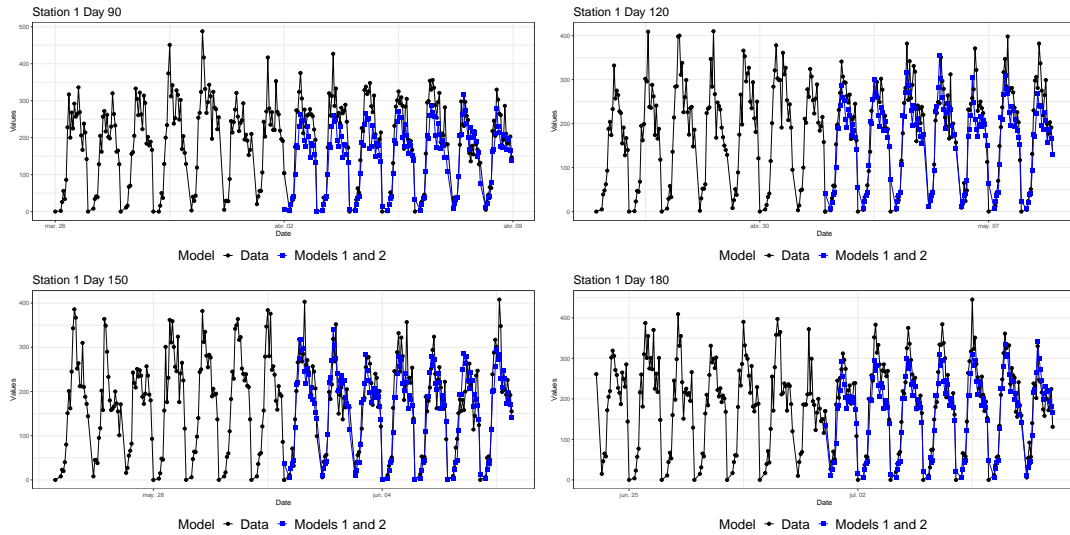 Station 1 Day 90
Values
500
400
300
200
100
0
mar. 26
abr. 02
abr. 09
Date
Model Data Models 1 and 2
Station 1 Day 120
Values
400
300
200
100
0
abr. 30
may. 07
Date
Model Data Models 1 and 2
Station 1 Day 150
Values
400
300
200
100
0
may. 28
jun. 04
Date
Model Data Models 1 and 2
Station 1 Day 180
Values
400
300
200
100
0
jun. 25
jul. 02
Date
Model Data Models 1 and 2